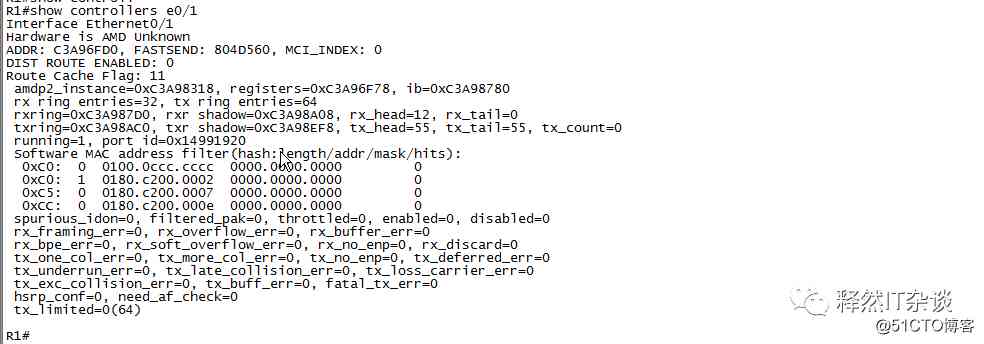 R1#show controllers e0/1
Interface Ethernet0/1
Hardware is AMD Unknown
ADDR: C3A96FD0, FASTSEND: 804D560, MCI_INDEX: 0
DIST ROUTE ENABLED: 0
Route Cache Flag: 11
amdp2_instance=0xC3A98318, registers=0xC3A96F78, ib=0xC3A98780
rx ring entries=32, tx ring entries=64
rxring=0xC3A987D0, rxr shadow=0xC3A98A08, rx_head=12, rx_tail=0
txring=0xC3A98AC0, txr shadow=0xC3A98EF8, tx_head=55, tx_tail=55, tx_count=0
running=1, port id=0x14991920
Software MAC address filter(hash:length/addr/mask/hits):
0xC0: 0 0100.0ccc.cccc 0000.0000.0000 0
0xC0: 1 0180.c200.0002 0000.0000.0000 0
0xC5: 0 0180.c200.0007 0000.0000.0000 0
0xCC: 0 0180.c200.000e 0000.0000.0000 0
spurious_idon=0, filtered_pak=0, throttled=0, enabled=0, disabled=0
rx_framing_err=0, rx_overflow_err=0, rx_buffer_err=0
rx_bpe_err=0, rx_soft_overflow_err=0, rx_no_enp=0, rx_discard=0
tx_one_col_err=0, tx_more_col_err=0, tx_no_enp=0, tx_deferred_err=0
tx_underrun_err=0, tx_late_collision_err=0, tx_loss_carrier_err=0
tx_exc_collision_err=0, tx_buff_err=0, fatal_tx_err=0
hsrp_conf=0, need_af_check=0
tx_limited=0(64)
R1#
释然IT杂谈
@51CTO博客